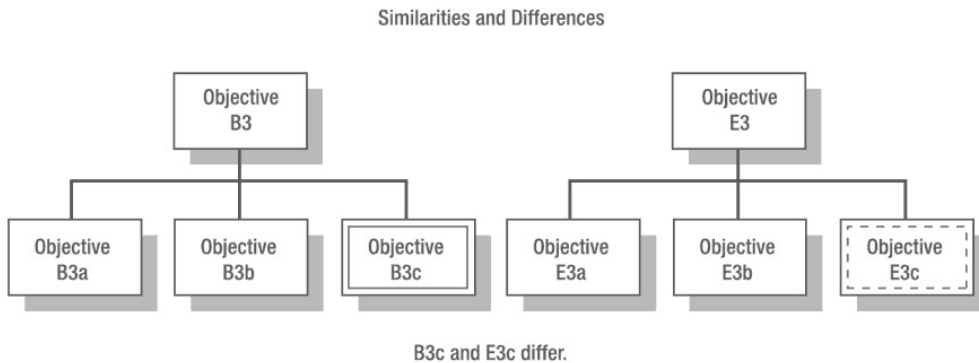 Similarities and Differences
Objective
B3
Objective
E3
Objective
B3a
Objective
B3b
Objective
B3c
Objective
E3a
Objective
E3b
Objective
E3c
B3c and E3c differ.